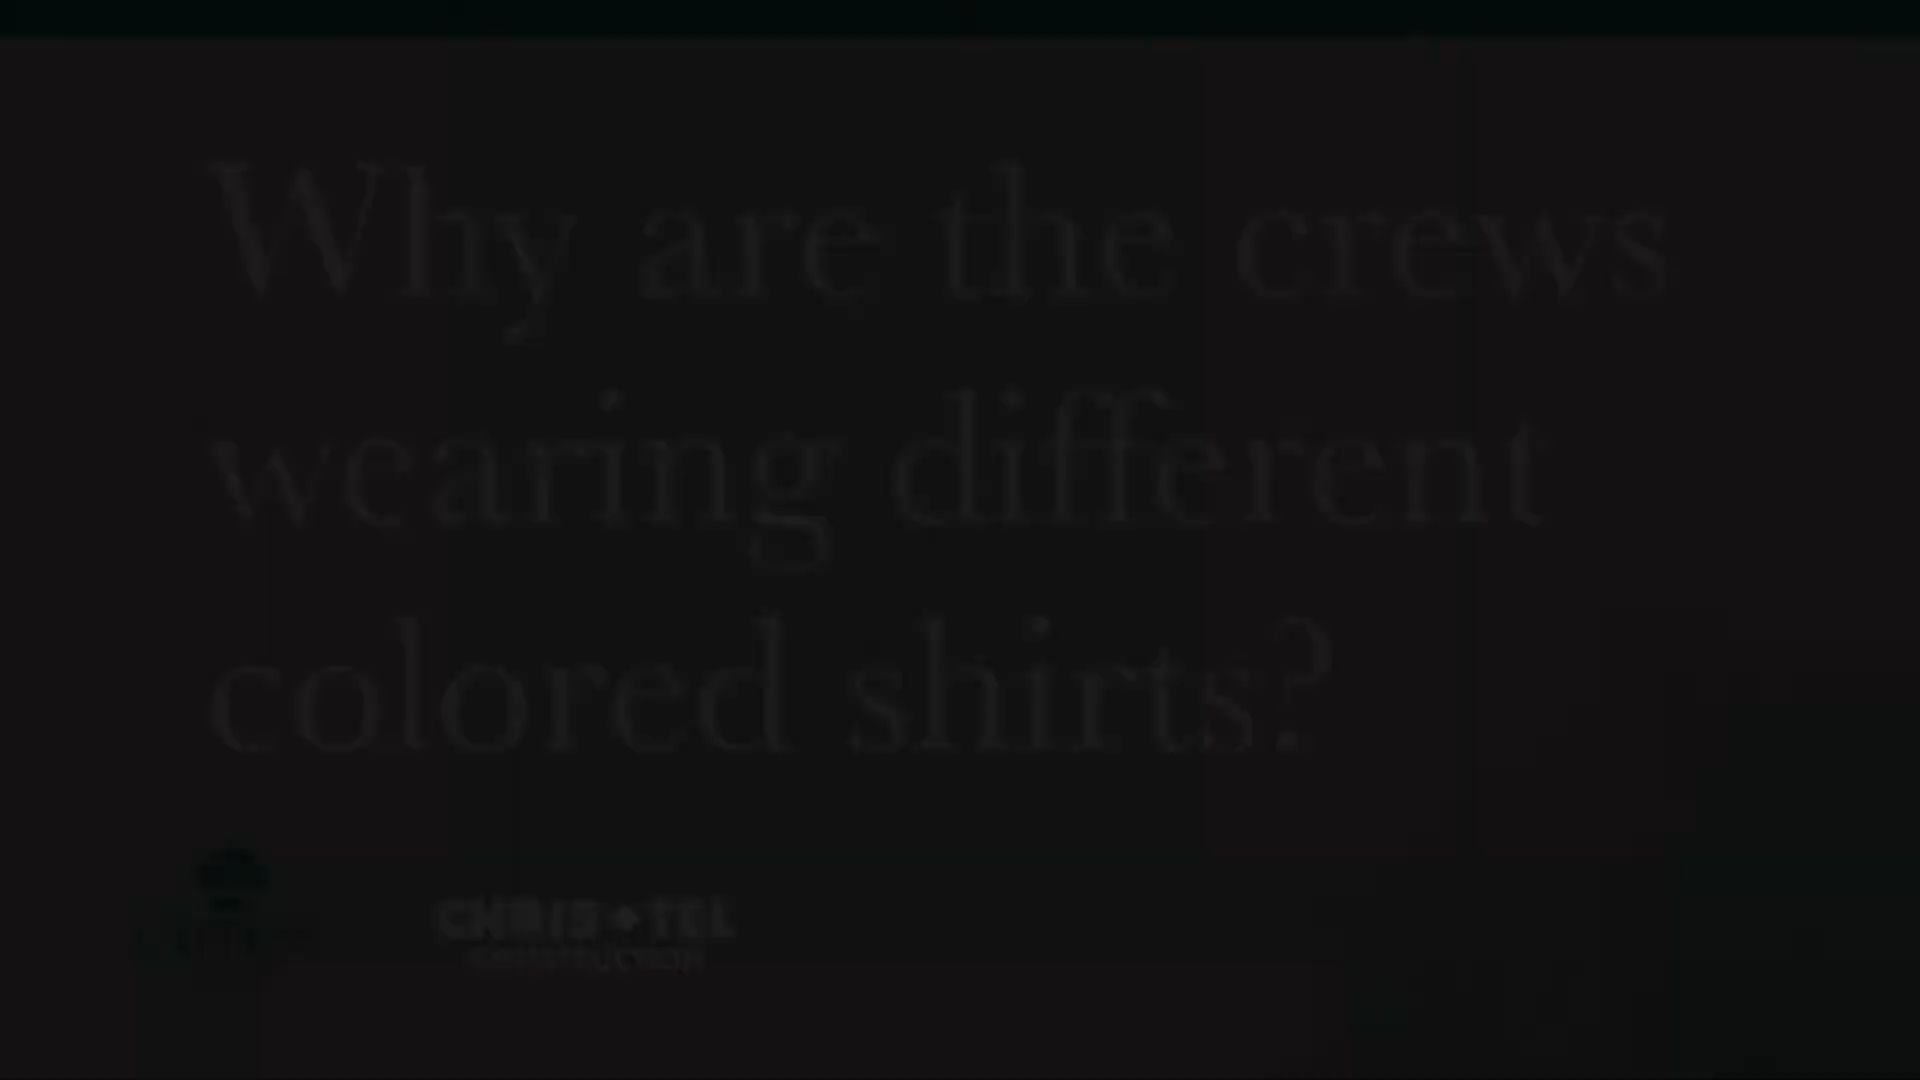 Why are the crews
wearing different
colored shirts?
CHRIS TEL
CONSTRUCTION